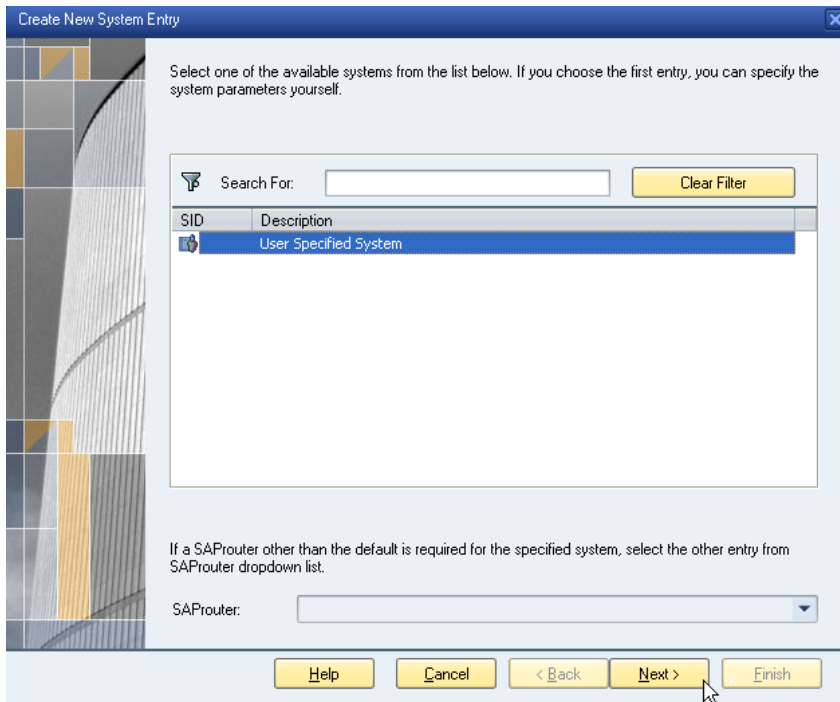 Create New System Entry
Select one of the available systems from the list below. If you choose the first entry, you can specify the
system parameters yourself.
Search For:
Clear Filter
SID Description
User Specified System
If a SAProuter other than the default is required for the specified system, select the other entry from
SAProuter dropdown list.
SAProuter:
Help Cancel < Back Next > Finish